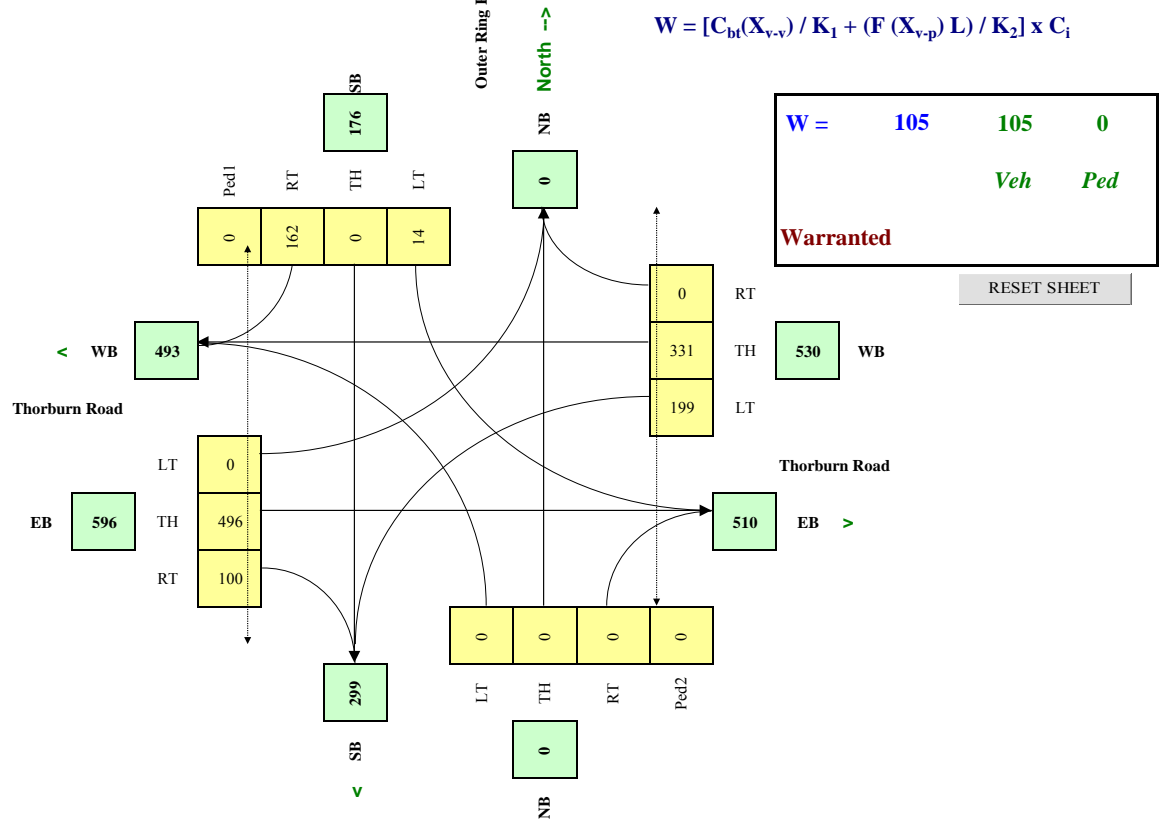 Outer Ring
North -->
W = [Cbt(Xv-v) / K1 + (F (Xv-p) L) / K2] x Ci
SB
176
NB
0
W = 105 105 0
Veh Ped
Warranted
RESET SHEET
Ped1 RT TH LT
0 162 0 14
0 RT
< WB 493
331 TH 530 WB
199 LT
Thorburn Road
LT 0
Thorburn Road
EB 596 TH 496
510 EB >
RT 100
0 0 0 0
LT TH RT Ped2
299
SB
v
0
NB